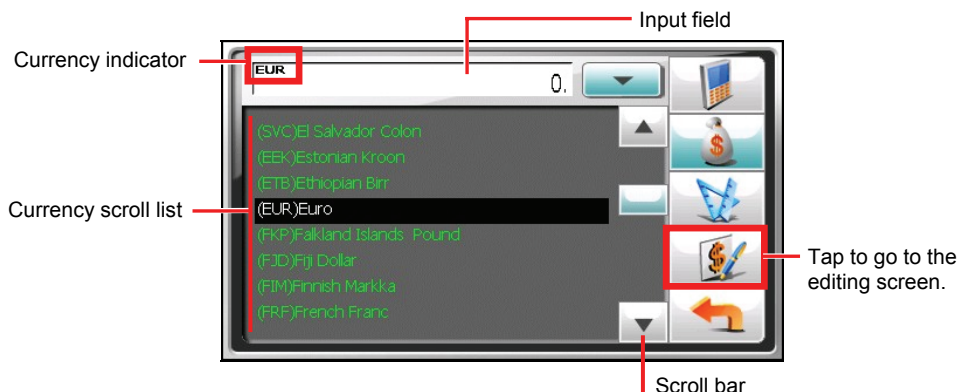 Input field
Currency indicator
EUR
0.
(SVC)El Salvador Colon
(EEK)Estonian Kroon
(ETB)Ethiopian Birr
Currency scroll list
(EUR)Euro
(FKP)Falkland Islands Pound
(FJD)Fiji Dollar
(FIM)Finnish Markka
(FRF)French Franc
Tap to go to the
editing screen.
Scroll bar